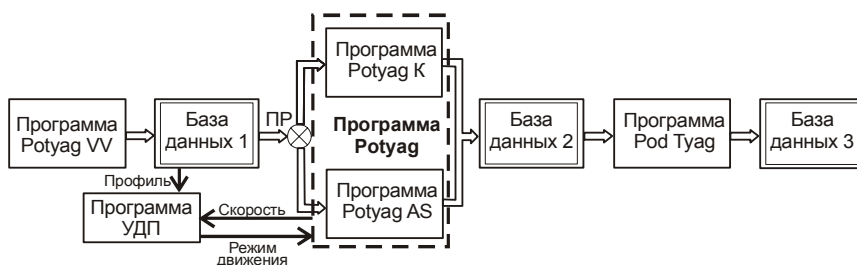 Программа
Potyag К
ПР
Программа
Potyag VV
База
данных 1
Программа
Potyag
База
данных 2
Программа
Pod Tyag
База
данных 3
Профиль
Программа
Potyag AS
Программа
УДП
Скорость
Режим
движения